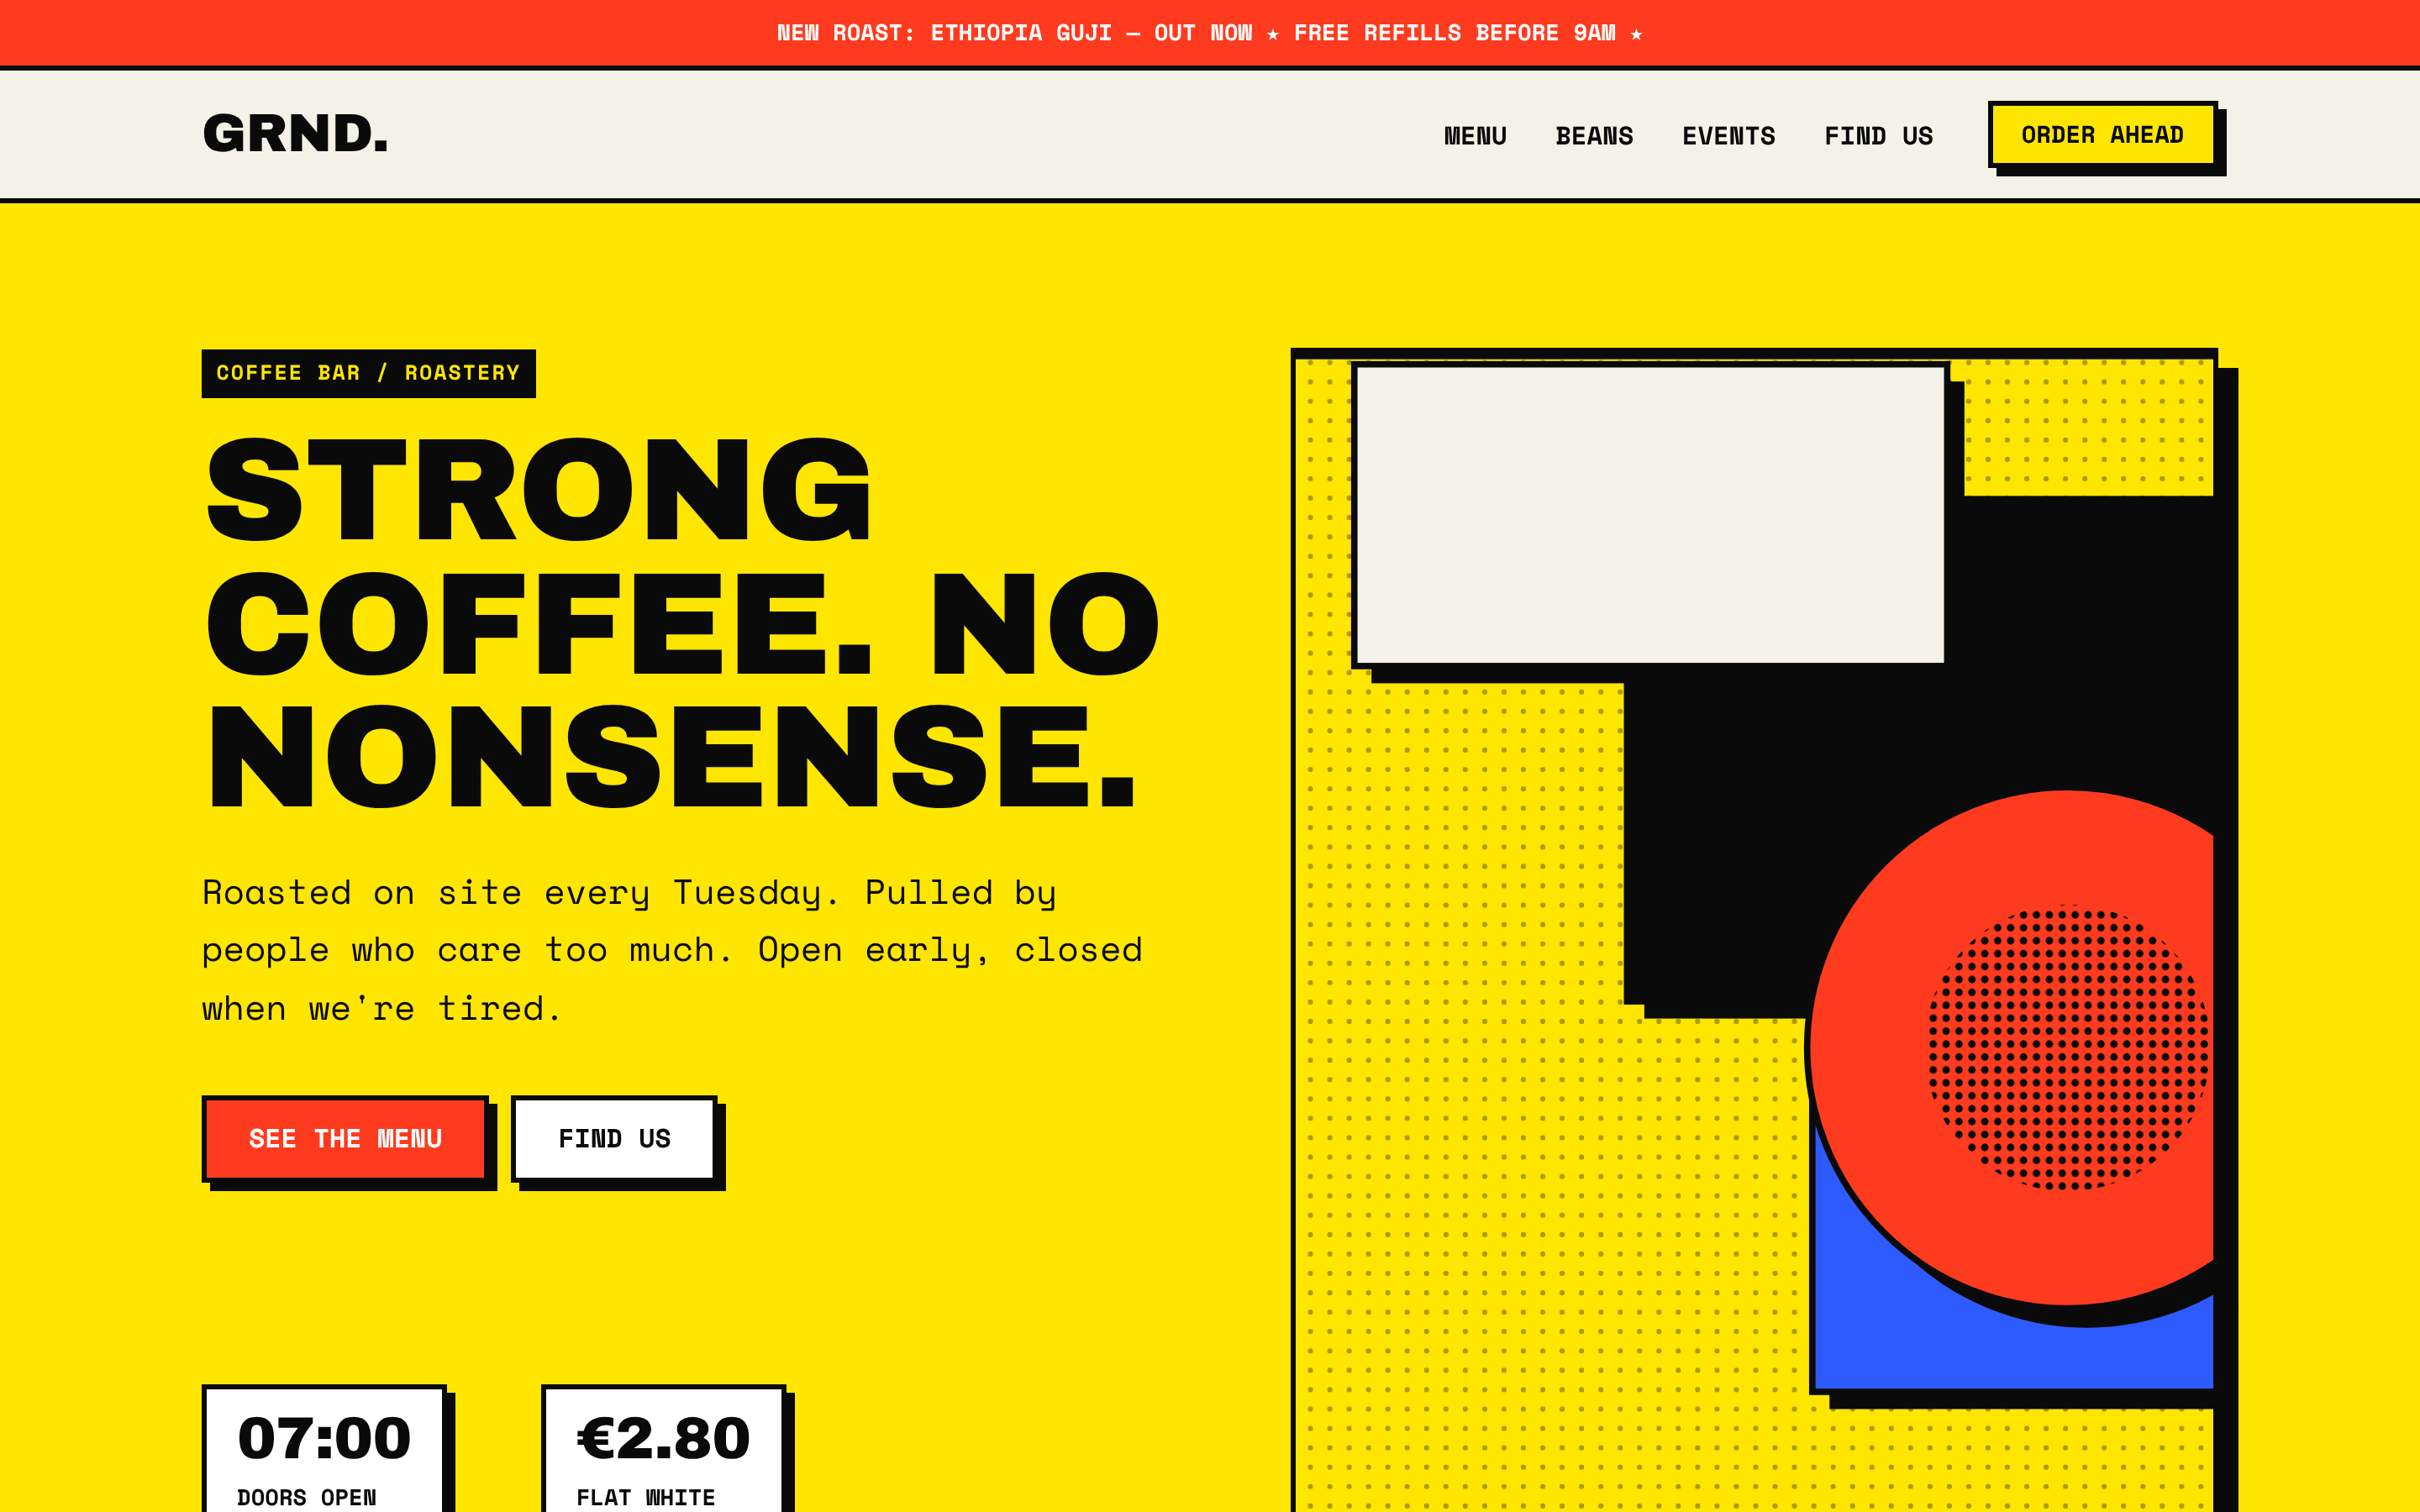 NEW ROAST: ETHIOPIA GUJI — OUT NOW ★ FREE REFILLS BEFORE 9AM ★
GRND.
MENU
BEANS
EVENTS
FIND US
ORDER AHEAD
COFFEE BAR / ROASTERY
STRONG
COFFEE. NO
NONSENSE.
Roasted on site every Tuesday. Pulled by
people who care too much. Open early, closed
when we're tired.
SEE THE MENU
FIND US
07:00
DOORS OPEN
€2.80
FLAT WHITE